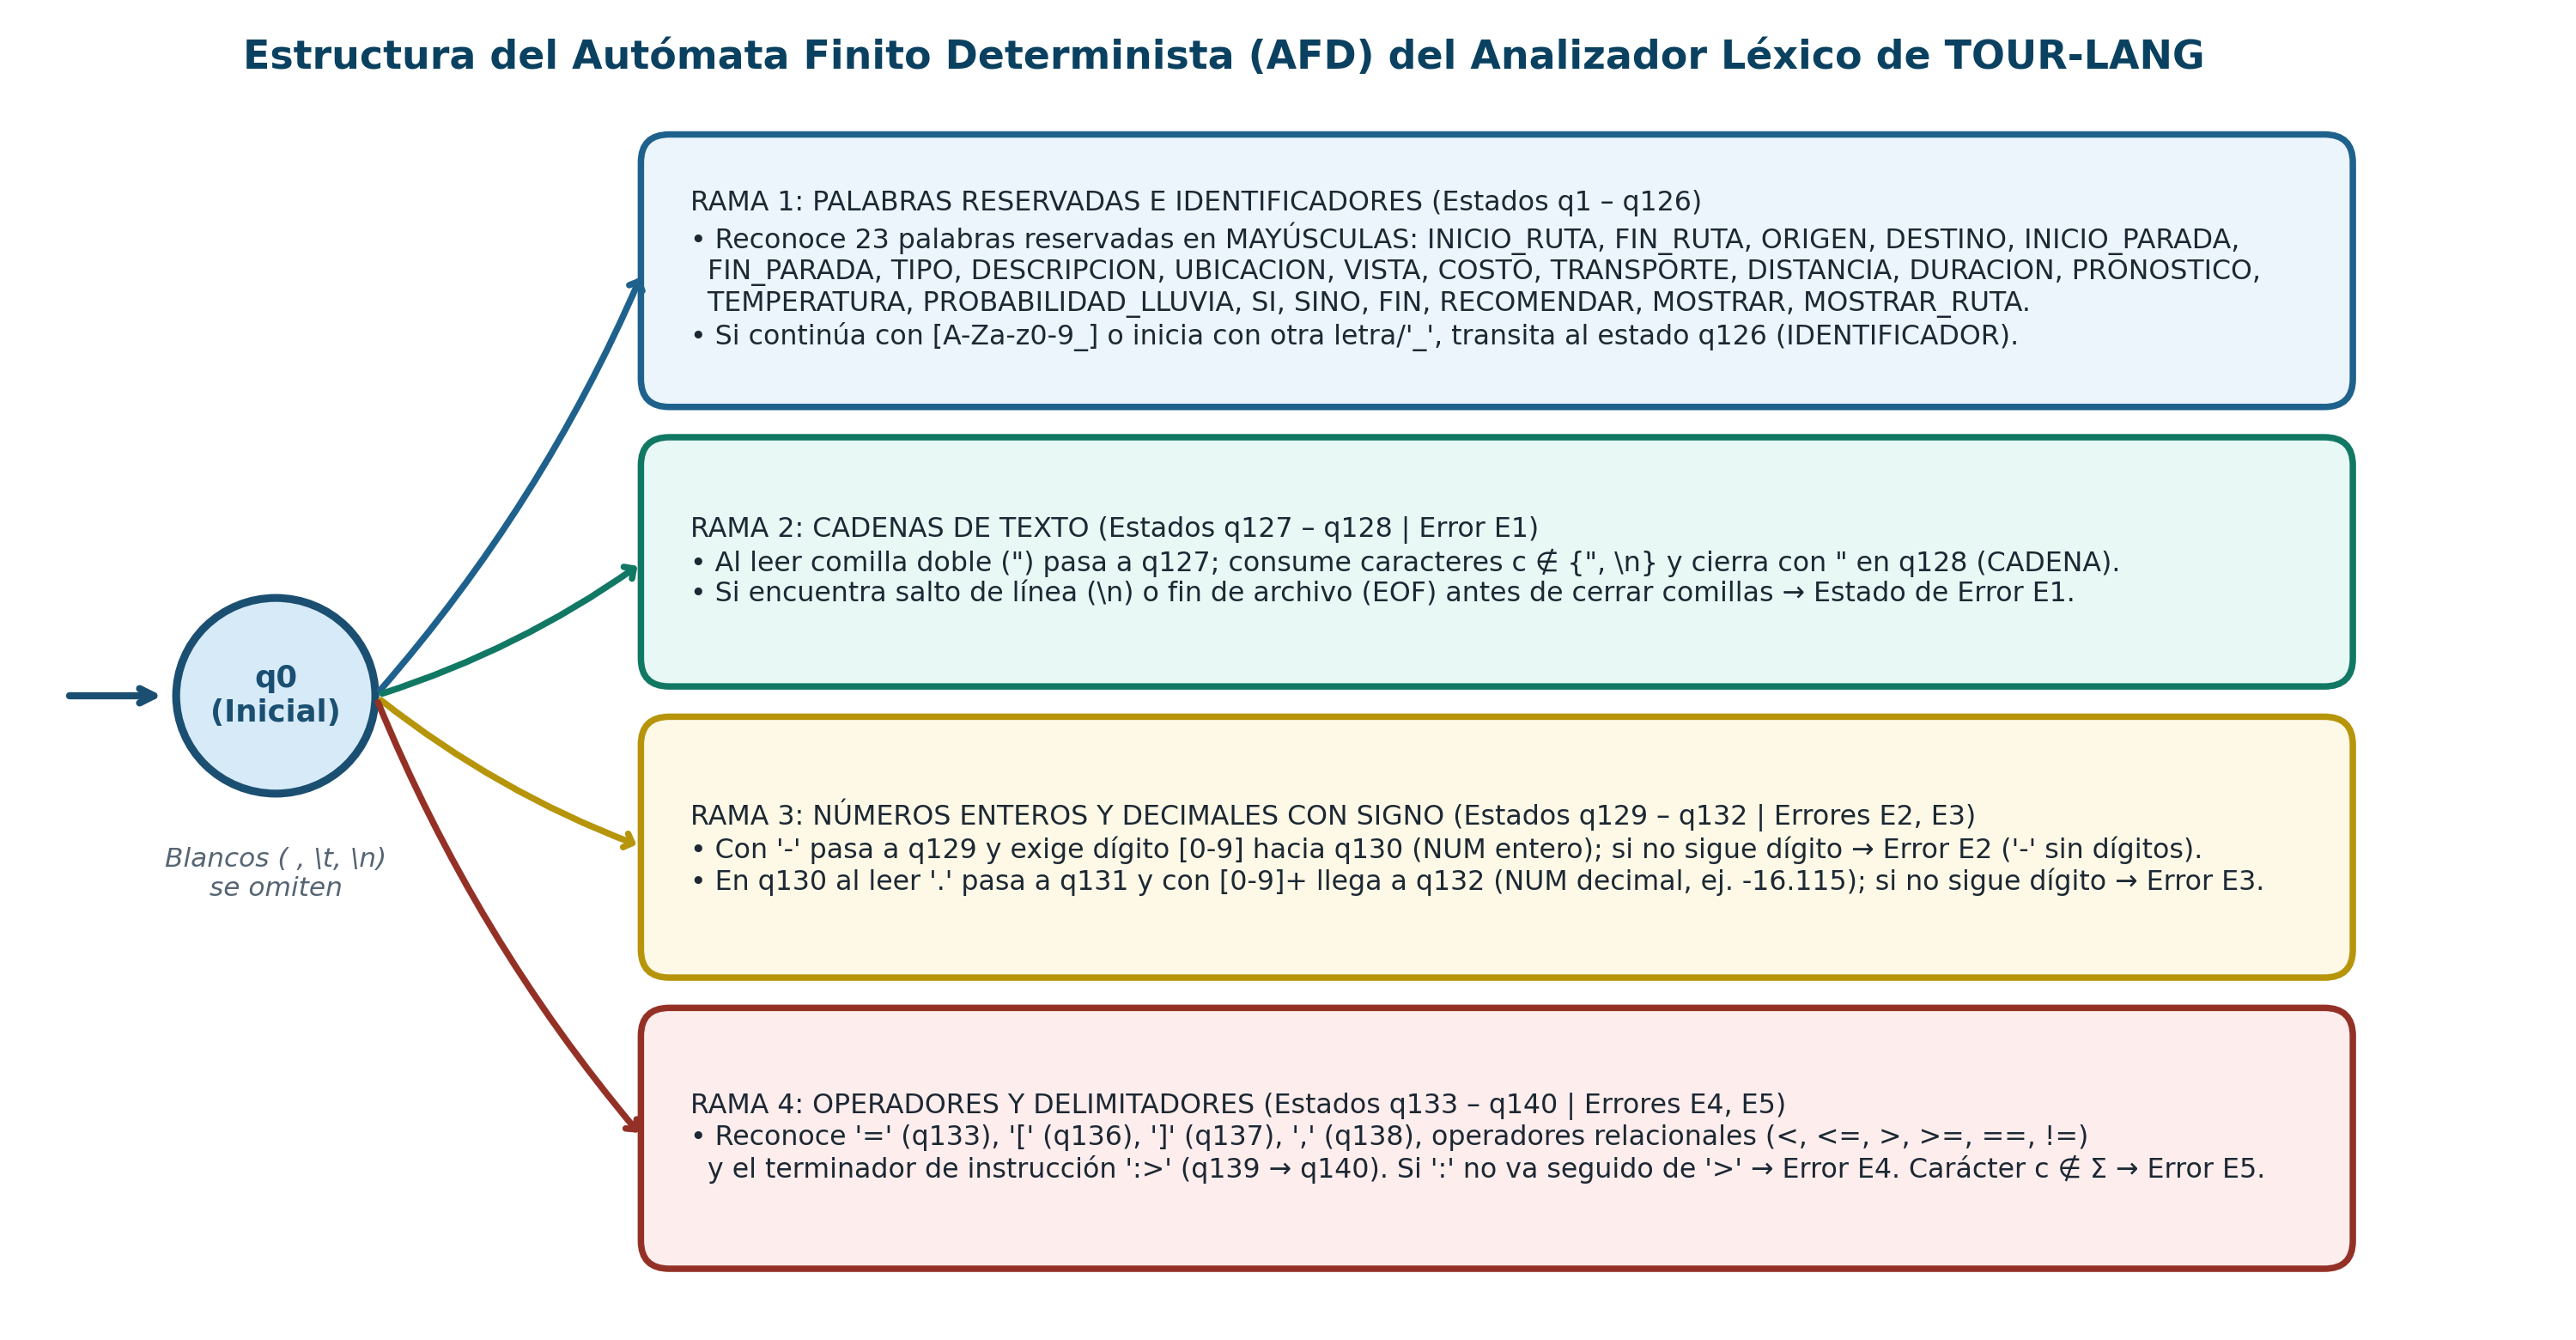 Estructura del Autómata Finito Determinista (AFD) del Analizador Léxico de TOUR-LANG
RAMA 1: PALABRAS RESERVADAS E IDENTIFICADORES (Estados q1 – q126)
• Reconoce 23 palabras reservadas en MAYÚSCULAS: INICIO_RUTA, FIN_RUTA, ORIGEN, DESTINO, INICIO_PARADA,
FIN_PARADA, TIPO, DESCRIPCION, UBICACION, VISTA, COSTO, TRANSPORTE, DISTANCIA, DURACION, PRONOSTICO,
TEMPERATURA, PROBABILIDAD_LLUVIA, SI, SINO, FIN, RECOMENDAR, MOSTRAR, MOSTRAR_RUTA.
• Si continúa con [A-Za-z0-9_] o inicia con otra letra/'_', transita al estado q126 (IDENTIFICADOR).
RAMA 2: CADENAS DE TEXTO (Estados q127 – q128 | Error E1)
• Al leer comilla doble (") pasa a q127; consume caracteres c ∉ {", \n} y cierra con " en q128 (CADENA).
• Si encuentra salto de línea (\n) o fin de archivo (EOF) antes de cerrar comillas → Estado de Error E1.
q0
(Inicial)
Blancos ( , \t, \n)
se omiten
RAMA 3: NÚMEROS ENTEROS Y DECIMALES CON SIGNO (Estados q129 – q132 | Errores E2, E3)
• Con '-' pasa a q129 y exige dígito [0-9] hacia q130 (NUM entero); si no sigue dígito → Error E2 ('-' sin dígitos).
• En q130 al leer '.' pasa a q131 y con [0-9]+ llega a q132 (NUM decimal, ej. -16.115); si no sigue dígito → Error E3.
RAMA 4: OPERADORES Y DELIMITADORES (Estados q133 – q140 | Errores E4, E5)
• Reconoce '=' (q133), '[' (q136), ']' (q137), ',' (q138), operadores relacionales (<, <=, >, >=, ==, !=)
y el terminador de instrucción ':>' (q139 → q140). Si ':' no va seguido de '>' → Error E4. Carácter c ∉ Σ → Error E5.